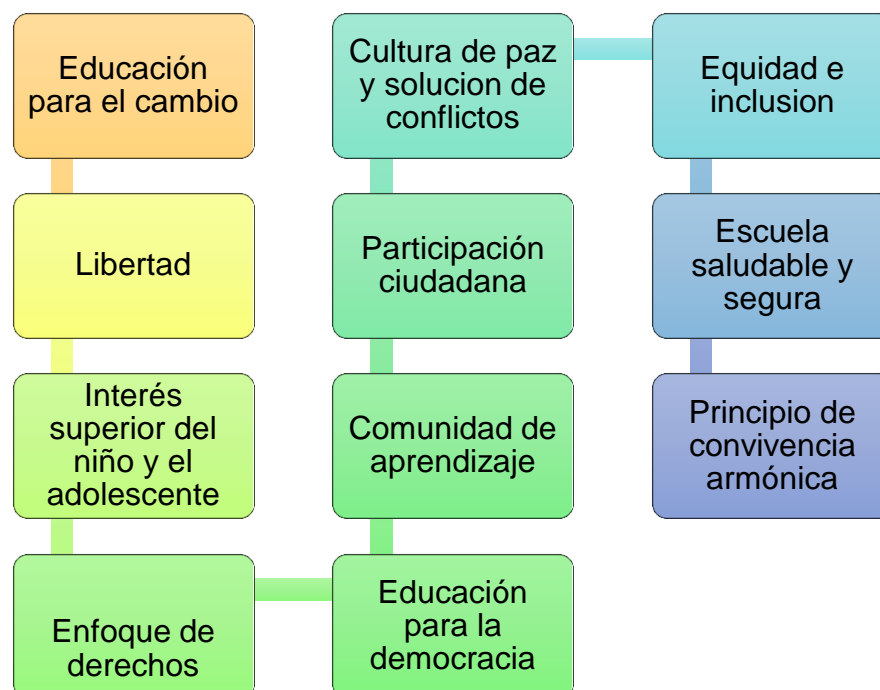 Educación
para el cambio
Libertad
Interés
superior del
niño y el
adolescente
Enfoque de
derechos
Educación
para la
democracia
Comunidad de
aprendizaje
Participación
ciudadana
Cultura de paz
y solucion de
conflictos
Equidad e
inclusion
Escuela
saludable y
segura
Principio de
convivencia
armónica